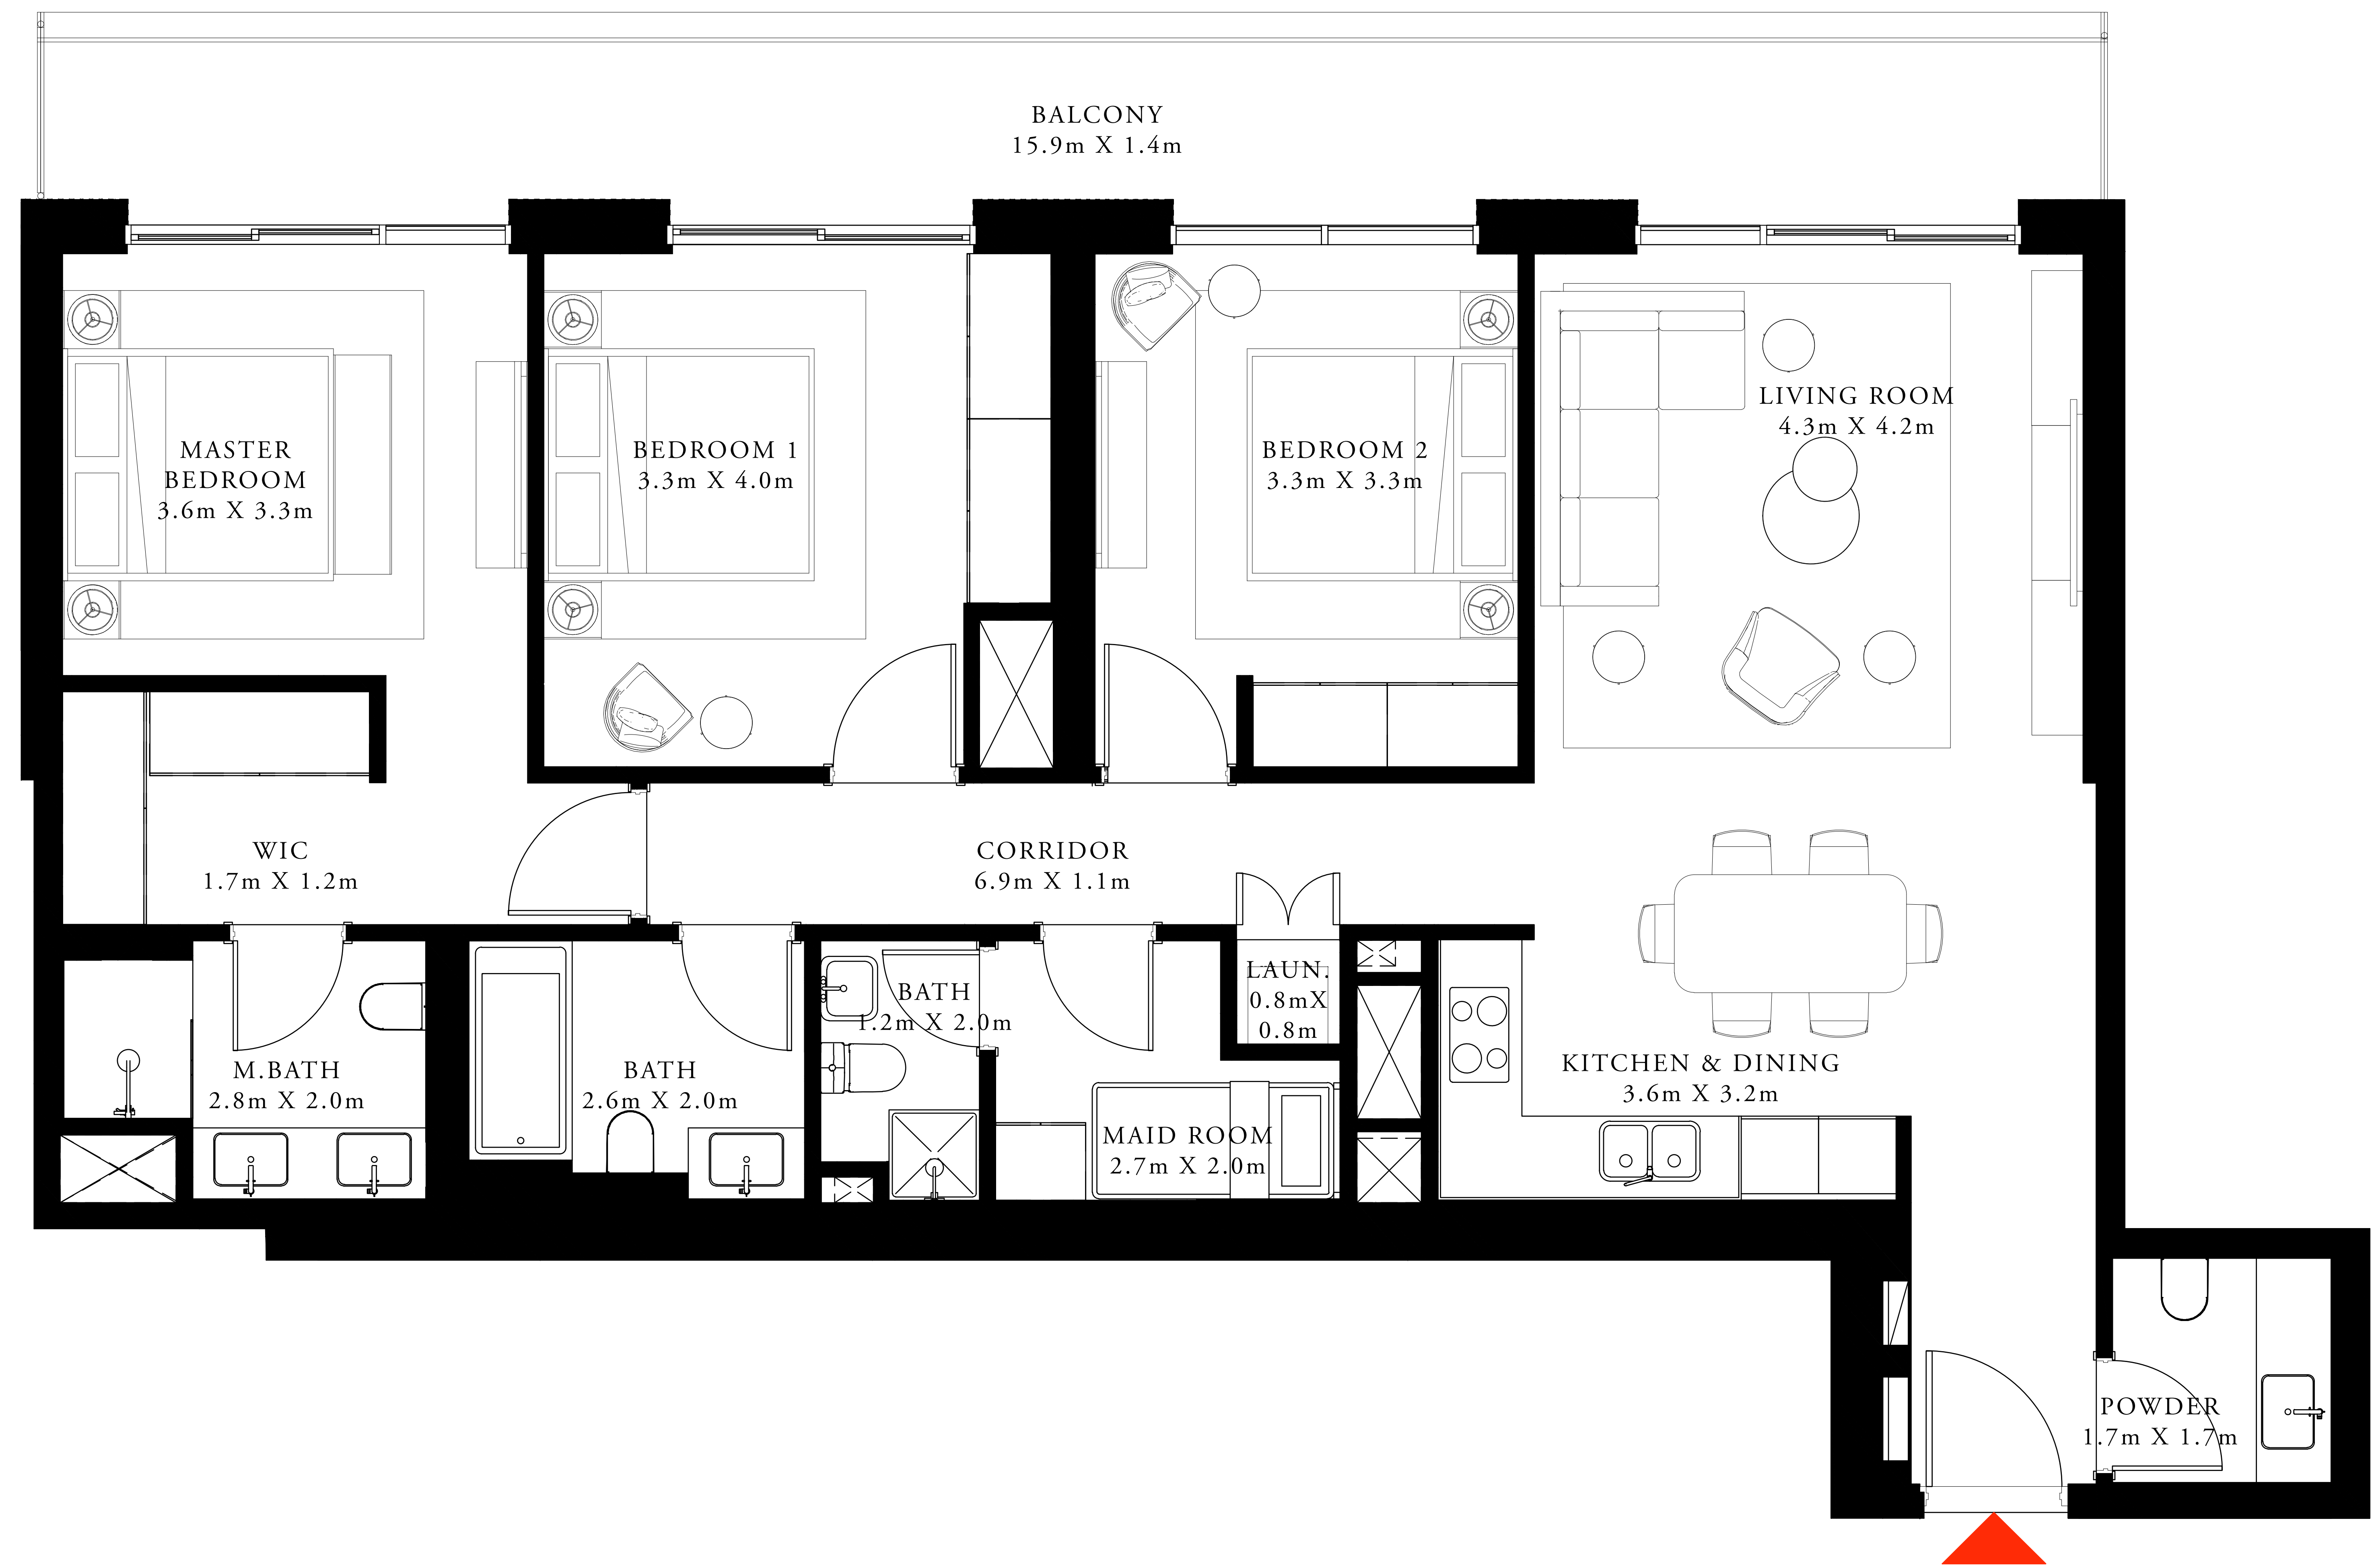 BALCONY
15.9m X 1.4m
MASTER
BEDROOM
3.6m X 3.3m
BEDROOM 1
3.3m X 4.0m
BEDROOM 2
3.3m X 3.3m
LIVING ROOM
4.3m X 4.2m
WIC
1.7m X 1.2m
CORRIDOR
6.9m X 1.1m
M.BATH
2.8m X 2.0m
BATH
2.6m X 2.0m
BATH
1.2m X 2.0m
LAUN.
0.8mX
0.8m
MAID ROOM
2.7m X 2.0m
KITCHEN & DINING
3.6m X 3.2m
POWDER
1.7m X 1.7m